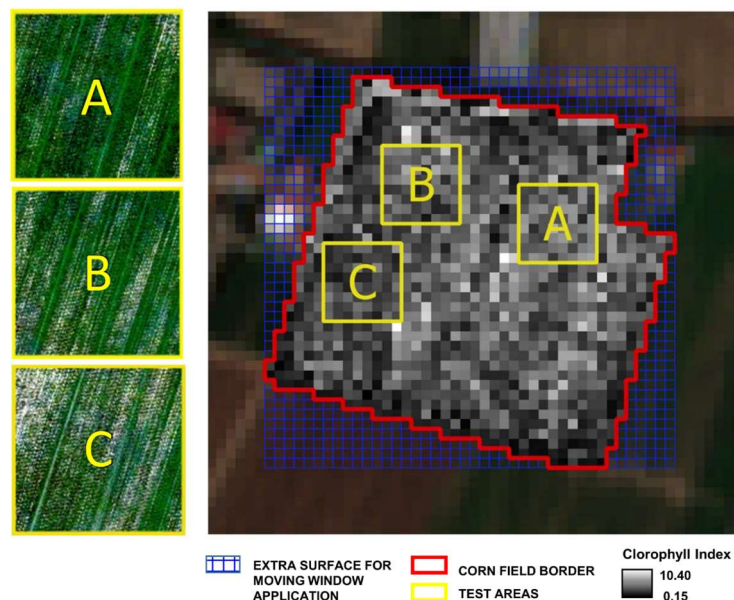 A
B
C
B
A
C
EXTRA SURFACE FOR
MOVING WINDOW
APPLICATION
CORN FIELD BORDER
TEST AREAS
Clorophyll Index
10.40
0.15